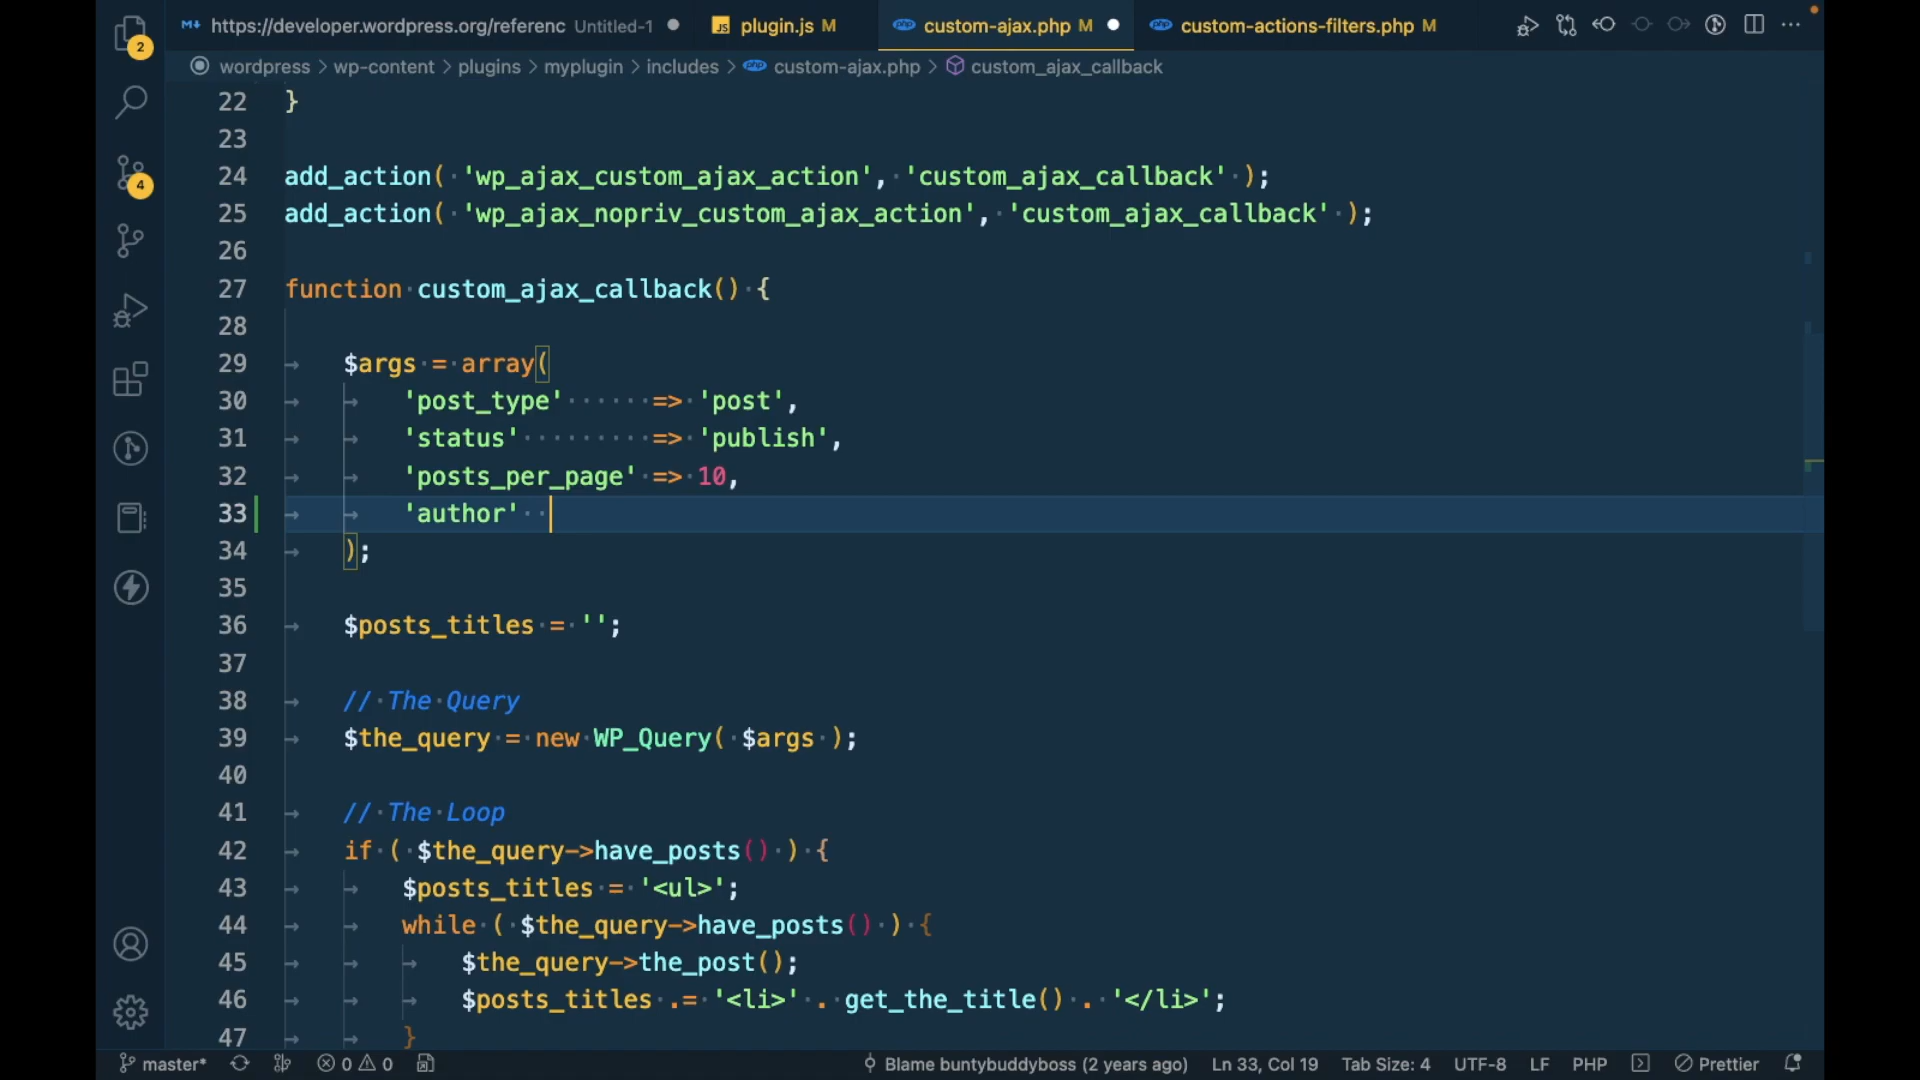 2
https://developer.wordpress.org/referenc Untitled-1 plugin.js M custom-ajax.php M custom-actions-filters.php M
wordpress > wp-content > plugins > myplugin > includes > custom-ajax.php > custom_ajax_callback
22 }
23
4
24 add_action( 'wp_ajax_custom_ajax_action', 'custom_ajax_callback' );
25 add_action( 'wp_ajax_nopriv_custom_ajax_action', 'custom_ajax_callback' );
26
27 function custom_ajax_callback() {
28
29 $args = array(
30 'post_type' => 'post',
31 'status' => 'publish',
32 'posts_per_page' => 10,
33 'author'
34 );
35
36 $posts_titles = '';
37
38 // The Query
39 $the_query = new WP_Query( $args );
40
41 // The Loop
42 if ( $the_query->have_posts() ) {
43 $posts_titles = '<ul>';
44 while ( $the_query->have_posts() ) {
45 $the_query->the_post();
46 $posts_titles .= '<li>' . get_the_title() . '</li>';
47 }
master* 0 0 Blame buntybuddyboss (2 years ago) Ln 33, Col 19 Tab Size: 4 UTF-8 LF PHP Prettier